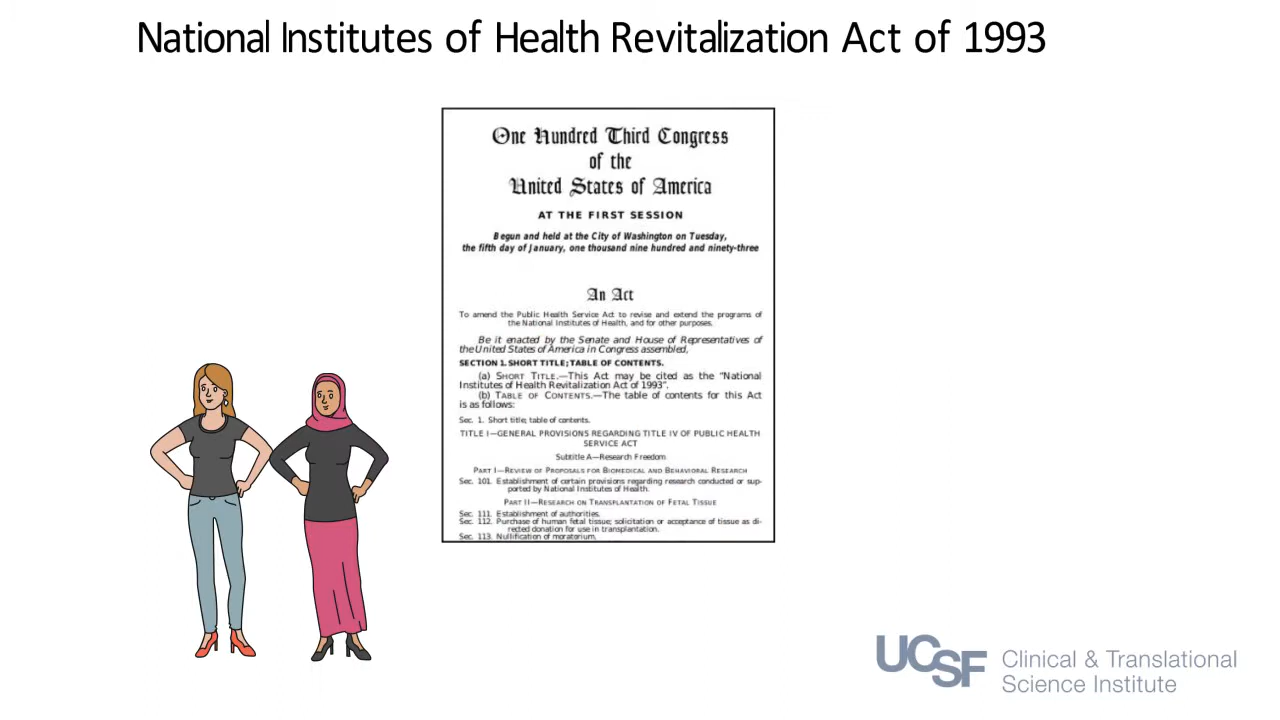 National Institutes of Health Revitalization Act of 1993
One Hundred Third Congress
of the
United States of America
AT THE FIRST SESSION
Begun and held at the City of Washington on Tuesday,
the fifth day of January, one thousand nine hundred and ninety-three
An Act
To amend the Public Health Service Act to revise and extend the programs of
the National Institutes of Health, and for other purposes.
Be it enacted by the Senate and House of Representatives of
the United States of America in Congress assembled,
SECTION 1. SHORT TITLE; TABLE OF CONTENTS.
(a) SHORT TITLE.—This Act may be cited as the “National
Institutes of Health Revitalization Act of 1993”.
(b) TABLE OF CONTENTS.—The table of contents for this Act
is as follows:
Sec. 1. Short title; table of contents.
TITLE I—GENERAL PROVISIONS REGARDING TITLE IV OF PUBLIC HEALTH
SERVICE ACT
Subtitle A—Research Freedom
PART I—REVIEW OF PROPOSALS FOR BIOMEDICAL AND BEHAVIORAL RESEARCH
Sec. 101. Establishment of certain provisions regarding research conducted or sup-
ported by National Institutes of Health.
PART II—RESEARCH ON TRANSPLANTATION OF FETAL TISSUE
Sec. 111. Establishment of authorities.
Sec. 112. Purchase of human fetal tissue; solicitation or acceptance of tissue as di-
rected donation for use in transplantation.
Sec. 113. Nullification of moratorium.
UCSF Clinical & Translational
Science Institute